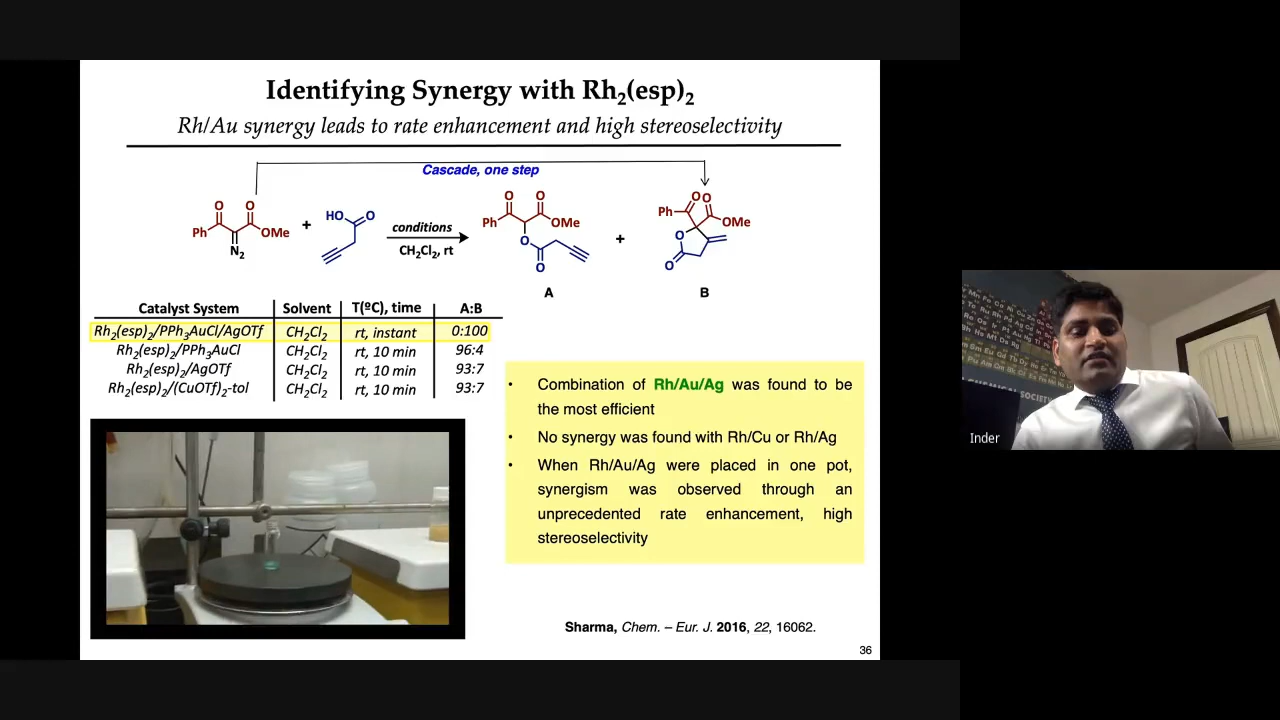 Identifying Synergy with Rh2(esp)2
Rh/Au synergy leads to rate enhancement and high stereoselectivity
Cascade, one step
O O
Ph OMe
N2
+
HO O
conditions
CH2Cl2, rt
O O
Ph OMe
O
O
A
+
O O
Ph OMe
O
O
B
Catalyst System Solvent T(ºC), time A:B
Rh2(esp)2/PPh3AuCl/AgOTf CH2Cl2 rt, instant 0:100
Rh2(esp)2/PPh3AuCl CH2Cl2 rt, 10 min 96:4
Rh2(esp)2/AgOTf CH2Cl2 rt, 10 min 93:7
Rh2(esp)2/(CuOTf)2-tol CH2Cl2 rt, 10 min 93:7
• Combination of Rh/Au/Ag was found to be
the most efficient
• No synergy was found with Rh/Cu or Rh/Ag
• When Rh/Au/Ag were placed in one pot,
synergism was observed through an
unprecedented rate enhancement, high
stereoselectivity
Sharma, Chem. – Eur. J. 2016, 22, 16062.
36
Inder